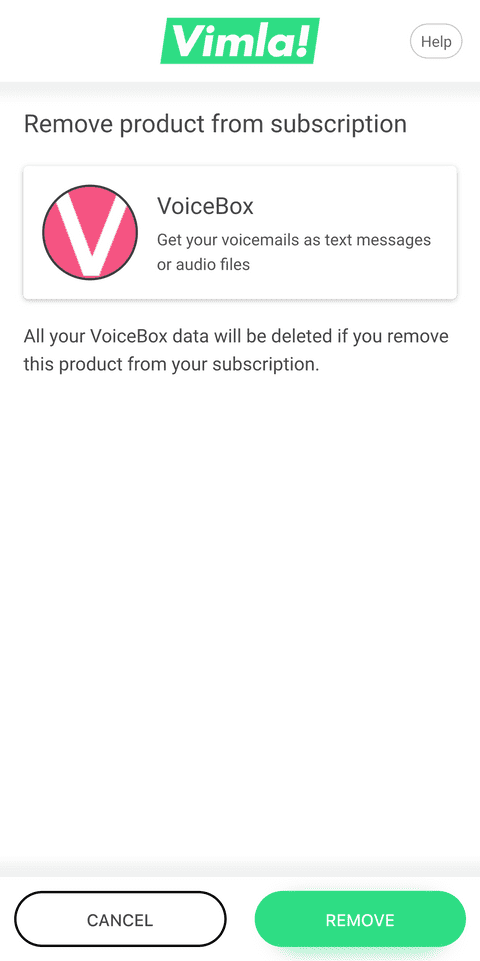 Vimla!
Help
Remove product from subscription
V
VoiceBox
Get your voicemails as text messages
or audio files
All your VoiceBox data will be deleted if you remove
this product from your subscription.
CANCEL
REMOVE